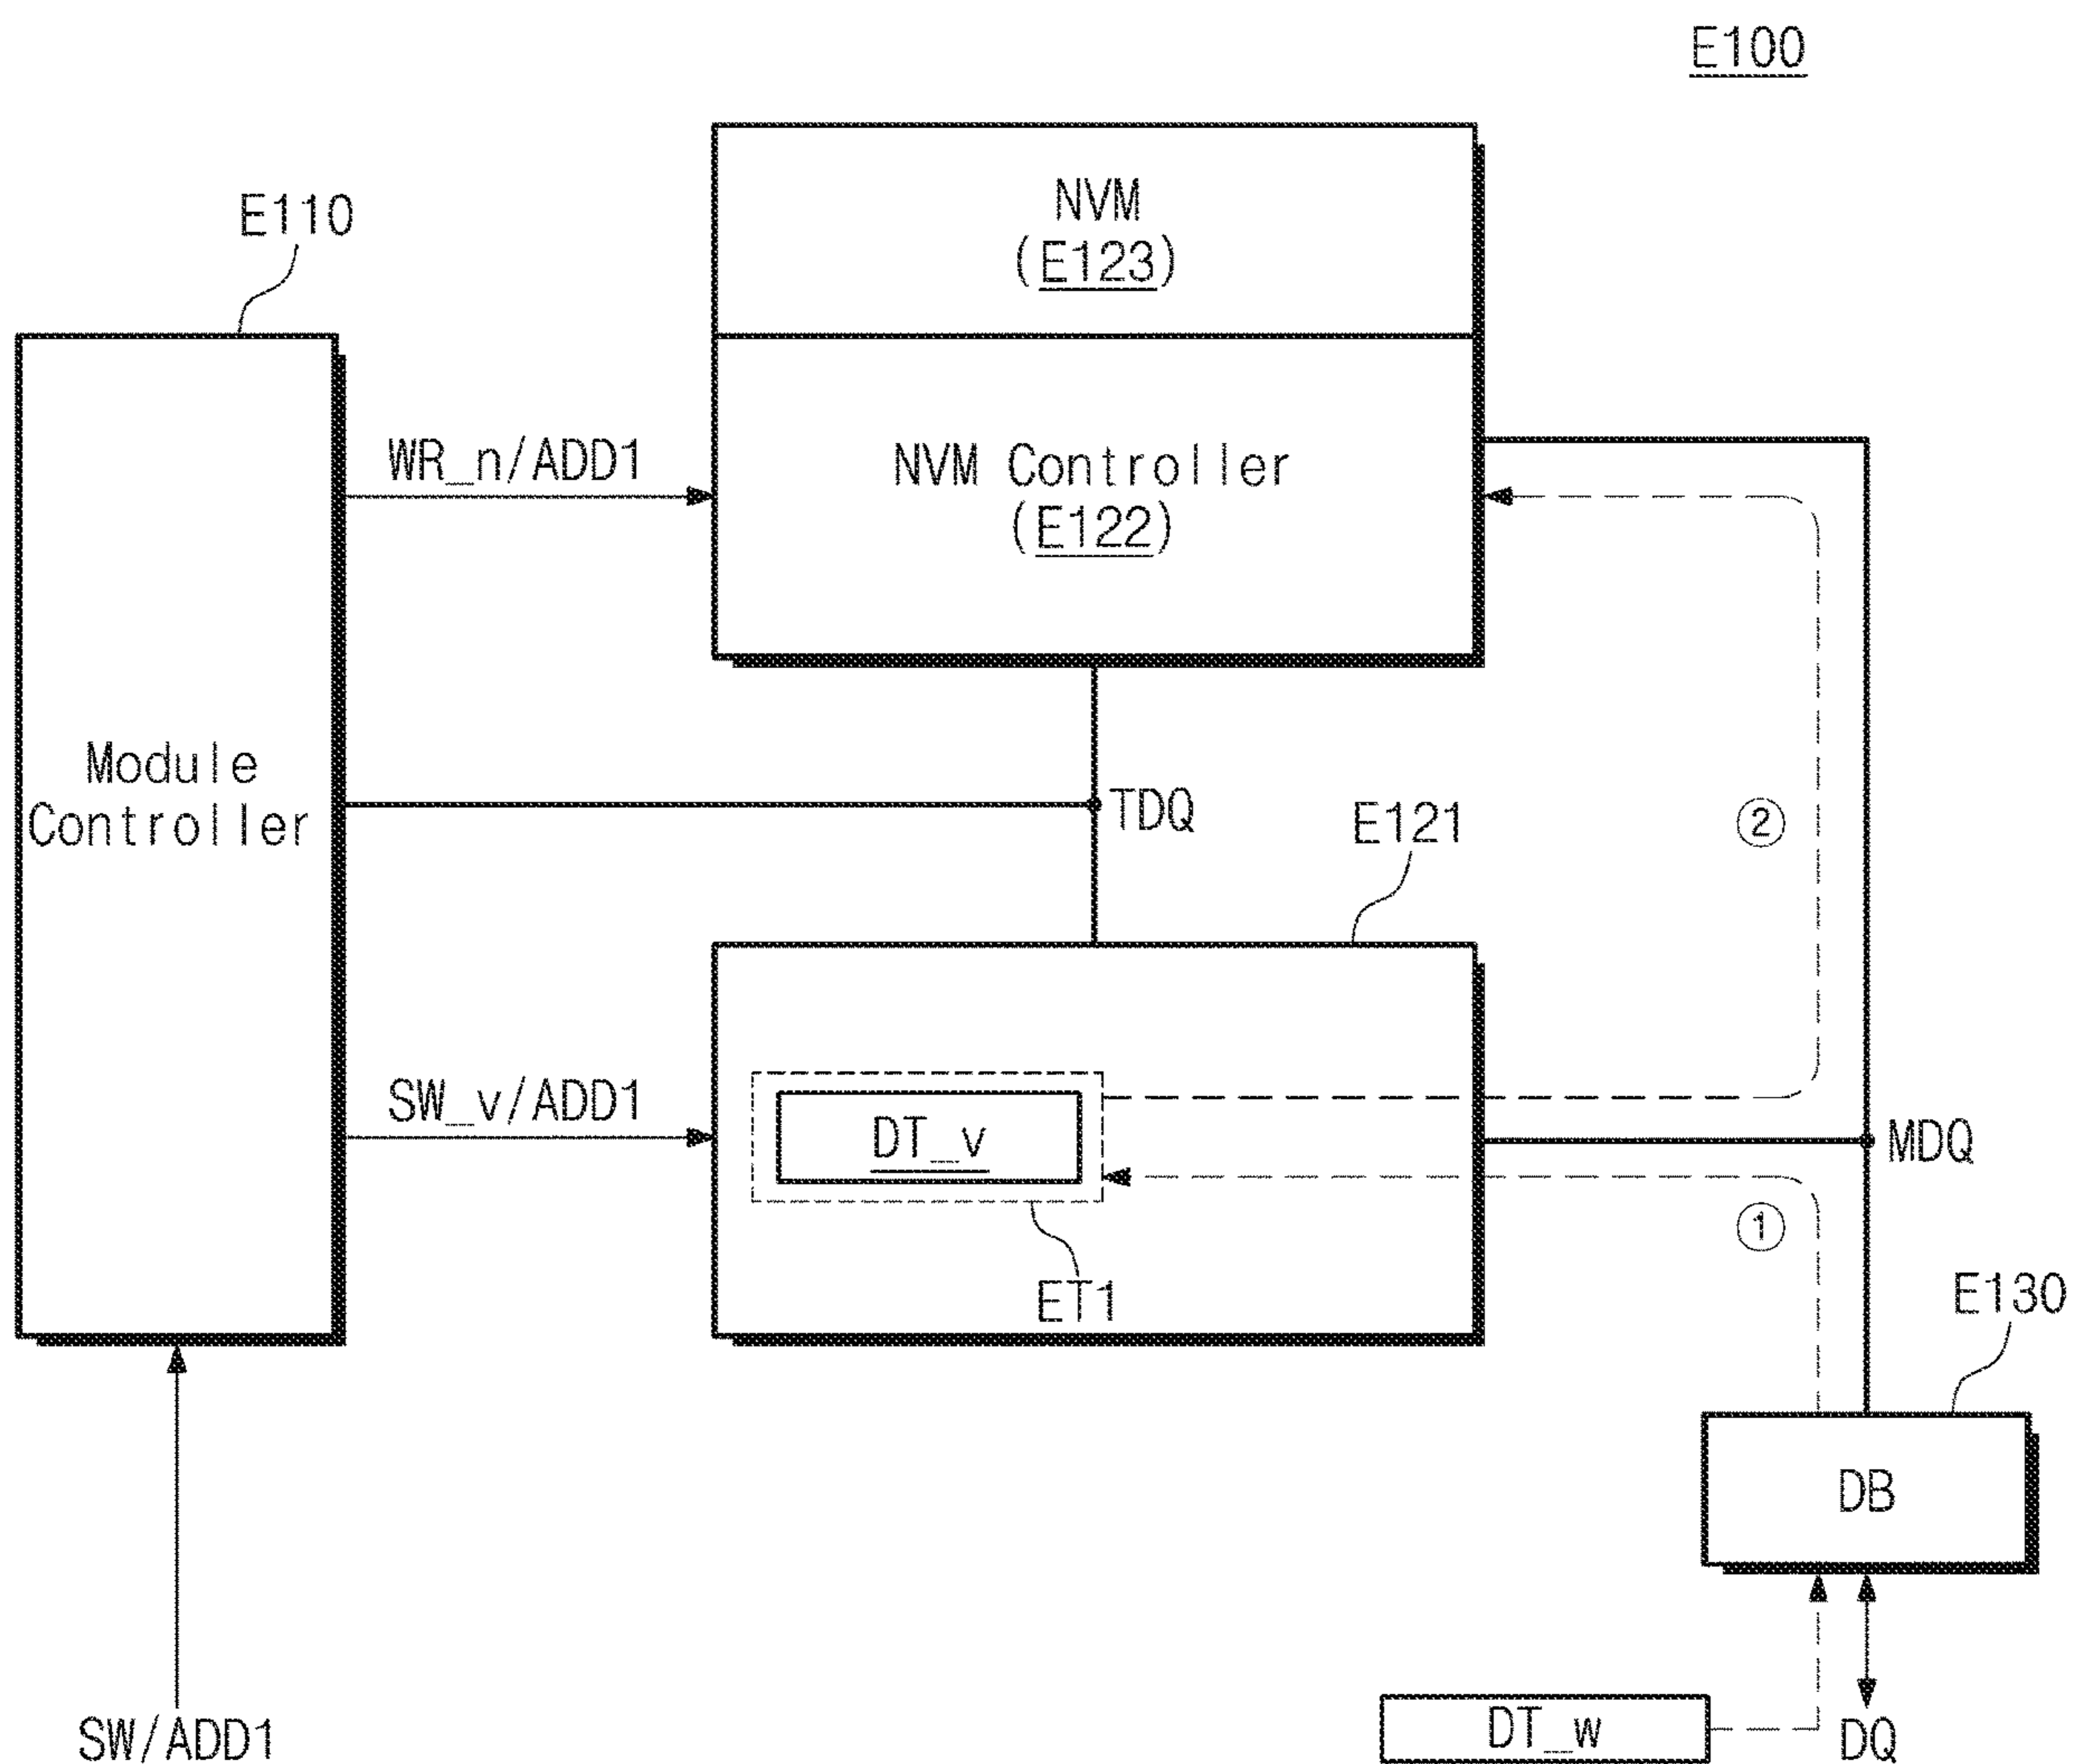 E100
E110
NVM
(E123)
WR_n/ADD1
NVM Controller
(E122)
Module
Controller
TDQ
E121
②
SW_v/ADD1
DT_v
MDQ
①
ET1
E130
DB
SW/ADD1
DT_w
DQ